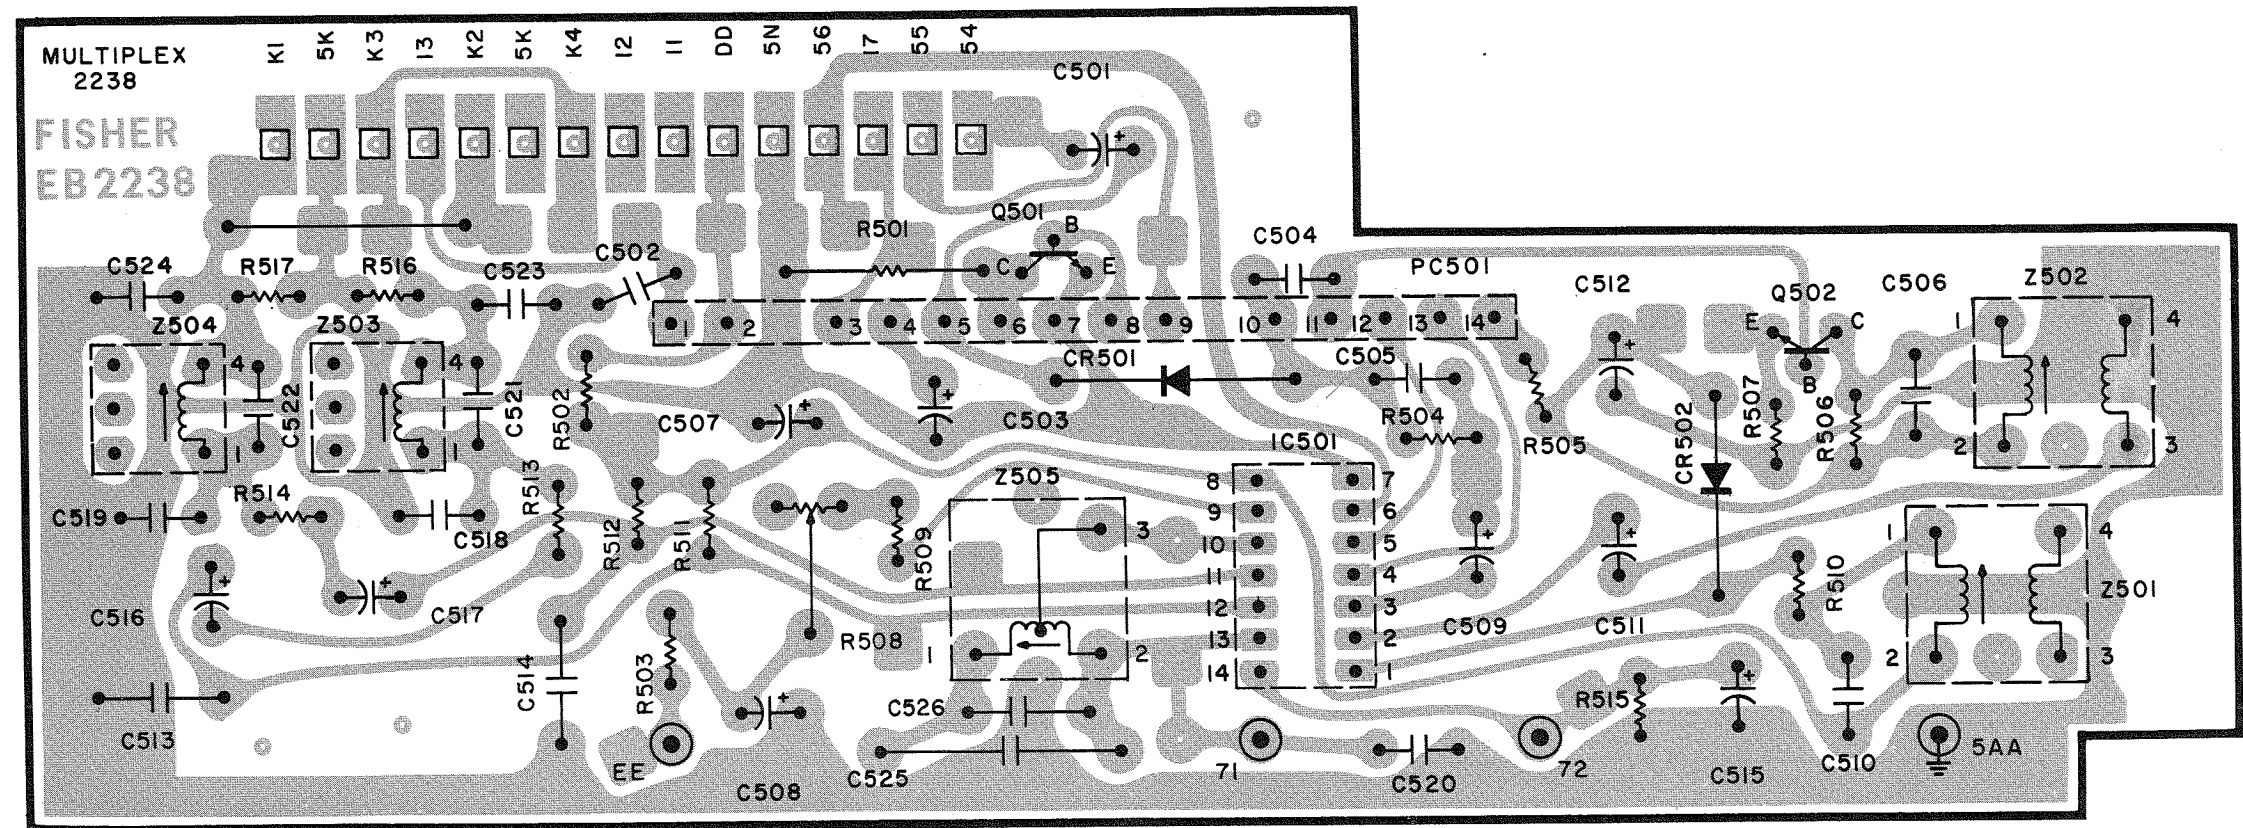 K1 5K K3 13 K2 5K K4 12 11 DD 5N 56 17 55 54
MULTIPLEX
2238
C501
FISHER
EB2238
Q501
B
R501
C E
C524 R517 R516 C523 C502
C504
PC501
C512
Q502
E C
B
C506
Z502
1 4
2 3
Z504
4
1
Z503
4
1
1 2 3 4 5 6 7 8 9 10 11 12 13 14
C522
C521
R502
C507
C503
CR501
C505
R504
R505
CR502
R507
R506
IC501
8 7
9 6
10 5
11 4
12 3
13 2
14 1
C519
R514
C518
R513
R512
R511
R509
Z505
3
1 2
C516
C517
R508
C509
C511
R510
Z501
1 4
2 3
C513
C514
R503
EE
C508
C526
C525
71
C520
72
R515
C515
C510
5AA